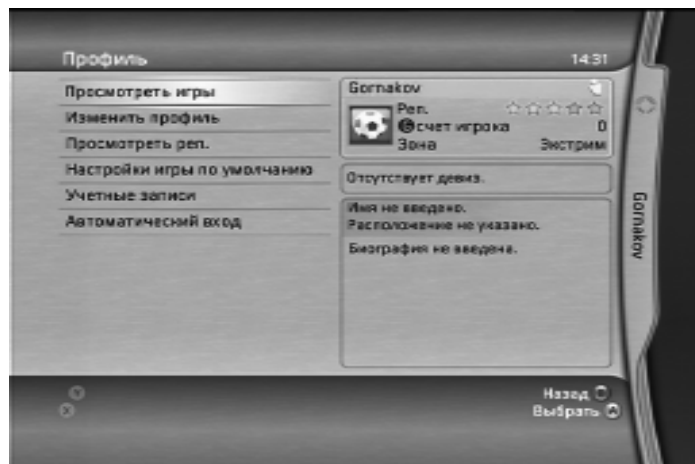 Профиль 14:31
Просмотреть игры
Изменить профиль
Просмотреть реп.
Настройки игры по умолчанию
Учетные записи
Автоматический вход
Gornakov
Реп.
G счет игрока 0
Зона Экстрим
Отсутствует девиз.
Имя не введено.
Расположение не указано.
Биография не введена.
Gornakov
Y
X
Назад B
Выбрать A